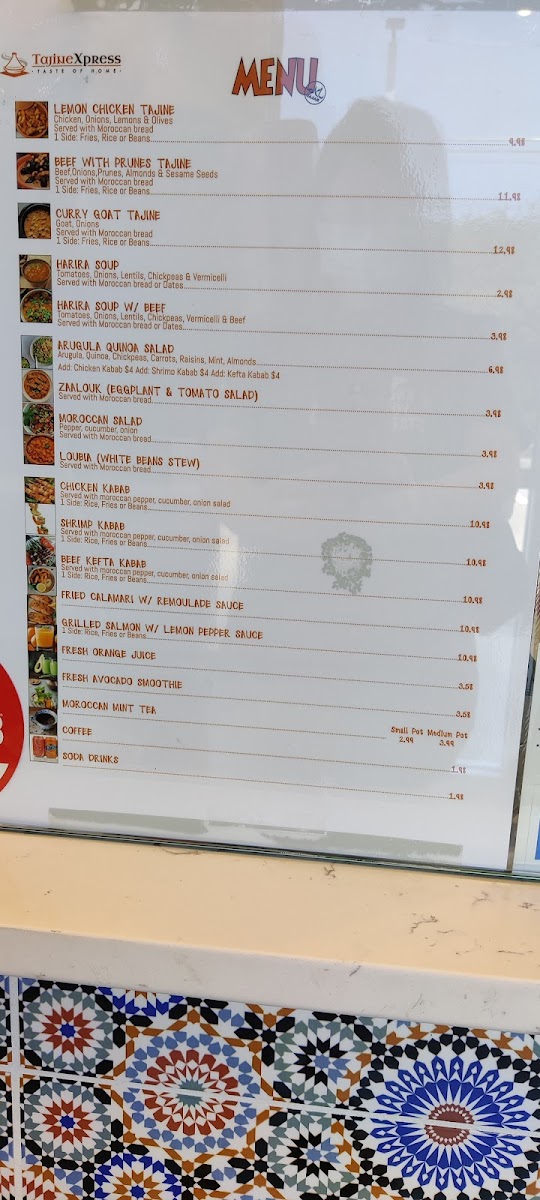 TajineXpress
• TASTE OF HOME •
MENU
LEMON CHICKEN TAJINE
Chicken, Onions, Lemons & Olives
Served with Moroccan bread
1 Side: Fries, Rice or Beans 9.98
BEEF WITH PRUNES TAJINE
Beef,Onions,Prunes, Almonds & Sesame Seeds
Served with Moroccan bread
1 Side: Fries, Rice or Beans 11.98
CURRY GOAT TAJINE
Goat, Onions
Served with Moroccan bread
1 Side: Fries, Rice or Beans 12.98
HARIRA SOUP
Tomatoes, Onions, Lentils, Chickpeas & Vermicelli
Served with Moroccan bread or Dates 2.98
HARIRA SOUP W/ BEEF
Tomatoes, Onions, Lentils, Chickpeas, Vermicelli & Beef
Served with Moroccan bread or Dates 3.98
ARUGULA QUINOA SALAD
Arugula, Quinoa, Chickpeas, Carrots, Raisins, Mint, Almonds 6.98
Add: Chicken Kabab $4 Add: Shrimp Kabab $4 Add: Kefta Kabab $4
ZAALOUK (EGGPLANT & TOMATO SALAD)
Served with Moroccan bread 3.98
MOROCCAN SALAD
Pepper, cucumber, onion
Served with Moroccan bread 3.98
LOUBIA (WHITE BEANS STEW)
Served with Moroccan bread 3.98
CHICKEN KABAB
Served with moroccan pepper, cucumber, onion salad
1 Side: Rice, Fries or Beans 10.98
SHRIMP KABAB
Served with moroccan pepper, cucumber, onion salad
1 Side: Rice, Fries or Beans 10.98
BEEF KEFTA KABAB
Served with moroccan pepper, cucumber, onion salad
1 Side: Rice, Fries or Beans 10.98
FRIED CALAMARI W/ REMOULADE SAUCE 10.98
GRILLED SALMON W/ LEMON PEPPER SAUCE
1 Side: Rice, Fries or Beans 10.98
FRESH ORANGE JUICE 3.58
FRESH AVOCADO SMOOTHIE 3.58
MOROCCAN MINT TEA Small Pot Medium Pot
2.99 3.99
COFFEE 1.98
SODA DRINKS 1.98